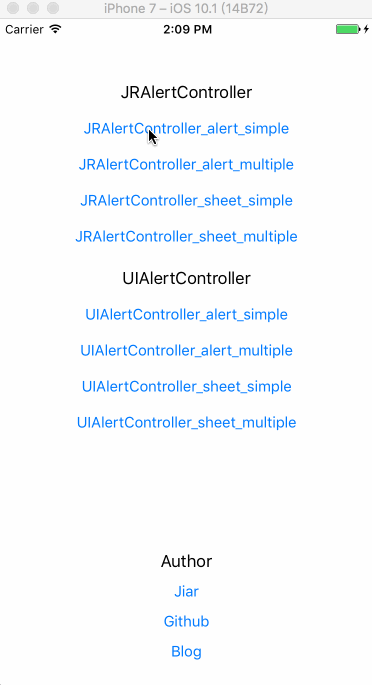 iPhone 7 – iOS 10.1 (14B72)
Carrier 2:09 PM
JRAlertController
JRAlertController_alert_simple
JRAlertController_alert_multiple
JRAlertController_sheet_simple
JRAlertController_sheet_multiple
UIAlertController
UIAlertController_alert_simple
UIAlertController_alert_multiple
UIAlertController_sheet_simple
UIAlertController_sheet_multiple
Author
Jiar
Github
Blog